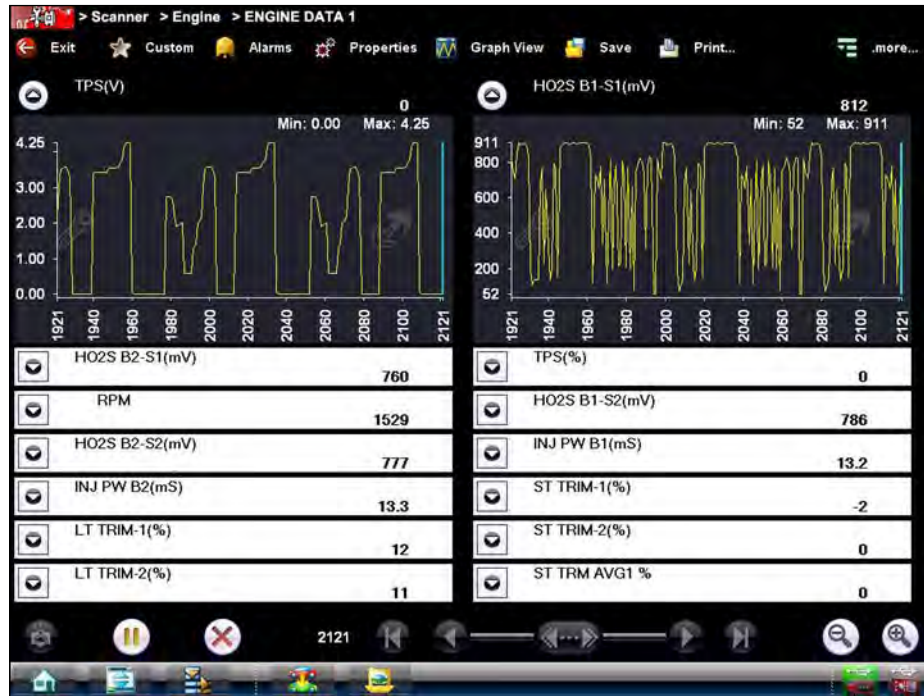 > Scanner > Engine > ENGINE DATA 1
Exit Custom Alarms Properties Graph View Save Print... .more...
TPS(V)
0
Min: 0.00 Max: 4.25
4.25
3.00
2.00
1.00
0.00
1921 1940 1960 1980 2000 2020 2040 2060 2080 2100 2121
HO2S B1-S1(mV)
812
Min: 52 Max: 911
911
800
600
400
200
52
1921 1940 1960 1980 2000 2020 2040 2060 2080 2100 2121
HO2S B2-S1(mV)
760
TPS(%)
0
RPM
1529
HO2S B1-S2(mV)
786
HO2S B2-S2(mV)
777
INJ PW B1(mS)
13.2
INJ PW B2(mS)
13.3
ST TRIM-1(%)
-2
LT TRIM-1(%)
12
ST TRIM-2(%)
0
LT TRIM-2(%)
11
ST TRM AVG1 %
0
2121